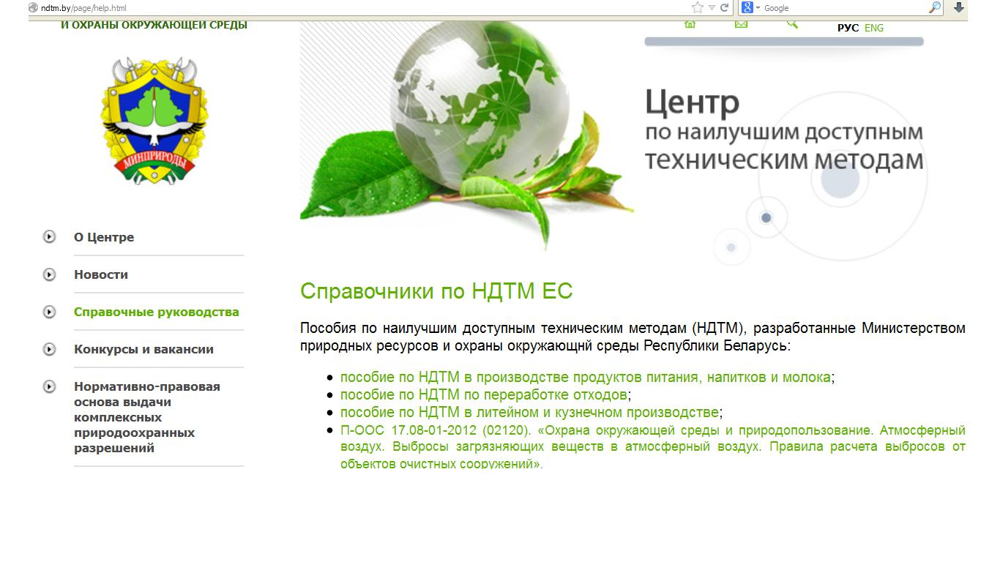 ndtm.by/page/help.html
Google
И ОХРАНЫ ОКРУЖАЮЩЕЙ СРЕДЫ
РУС ENG
МИНПРИРОДЫ
Центр
по наилучшим доступным
техническим методам
О Центре
Новости
Справочные руководства
Конкурсы и вакансии
Нормативно-правовая
основа выдачи
комплексных
природоохранных
разрешений
Справочники по НДТМ ЕС
Пособия по наилучшим доступным техническим методам (НДТМ), разработанные Министерством
природных ресурсов и охраны окружающнй среды Республики Беларусь:
пособие по НДТМ в производстве продуктов питания, напитков и молока;
пособие по НДТМ по переработке отходов;
пособие по НДТМ в литейном и кузнечном производстве;
П-ООС 17.08-01-2012 (02120). «Охрана окружающей среды и природопользование. Атмосферный
воздух. Выбросы загрязняющих веществ в атмосферный воздух. Правила расчета выбросов от
объектов очистных сооружений».